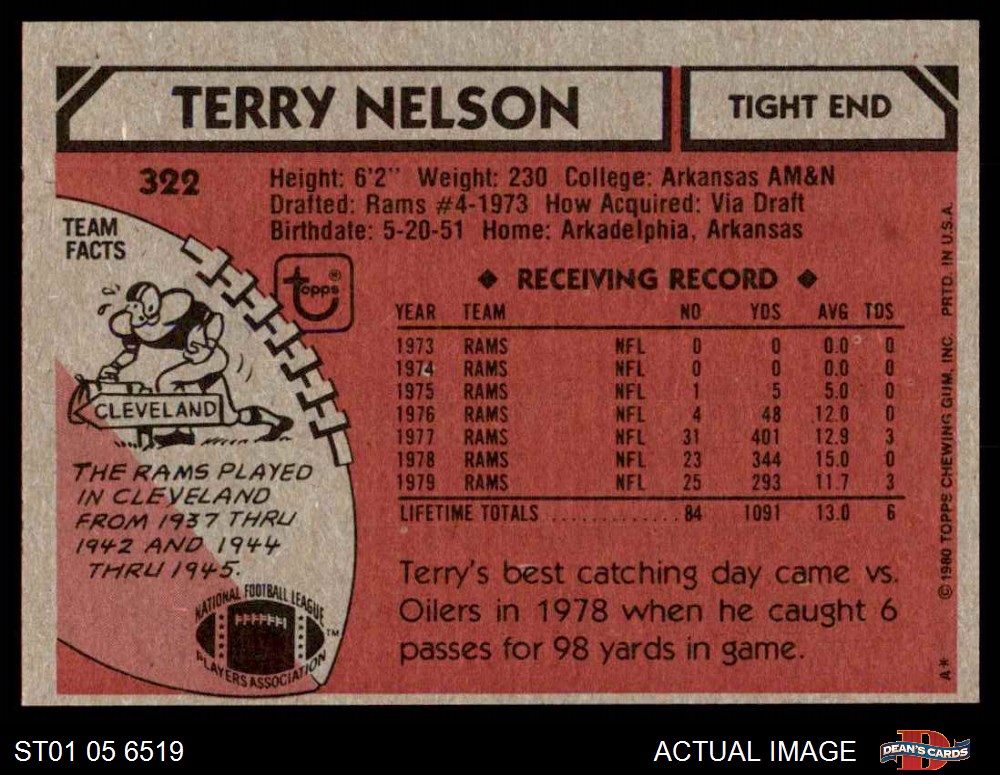 TERRY NELSON
TIGHT END
322
Height: 6'2" Weight: 230 College: Arkansas AM&N
Drafted: Rams #4-1973 How Acquired: Via Draft
Birthdate: 5-20-51 Home: Arkadelphia, Arkansas
TEAM
FACTS
topps®
CLEVELAND
THE RAMS PLAYED
IN CLEVELAND
FROM 1937 THRU
1942 AND 1944
THRU 1945.
NATIONAL FOOTBALL LEAGUE
PLAYERS ASSOCIATION
™
◆ RECEIVING RECORD ◆
YEAR TEAM NO YDS AVG TDS
1973 RAMS NFL 0 0 0.0 0
1974 RAMS NFL 0 0 0.0 0
1975 RAMS NFL 1 5 5.0 0
1976 RAMS NFL 4 48 12.0 0
1977 RAMS NFL 31 401 12.9 3
1978 RAMS NFL 23 344 15.0 0
1979 RAMS NFL 25 293 11.7 3
LIFETIME TOTALS .............. 84 1091 13.0 6
Terry's best catching day came vs.
Oilers in 1978 when he caught 6
passes for 98 yards in game.
A* © 1980 TOPPS CHEWING GUM, INC. PRTD. IN U.S.A.
ST01 05 6519
ACTUAL IMAGE
D
DEAN'S CARDS